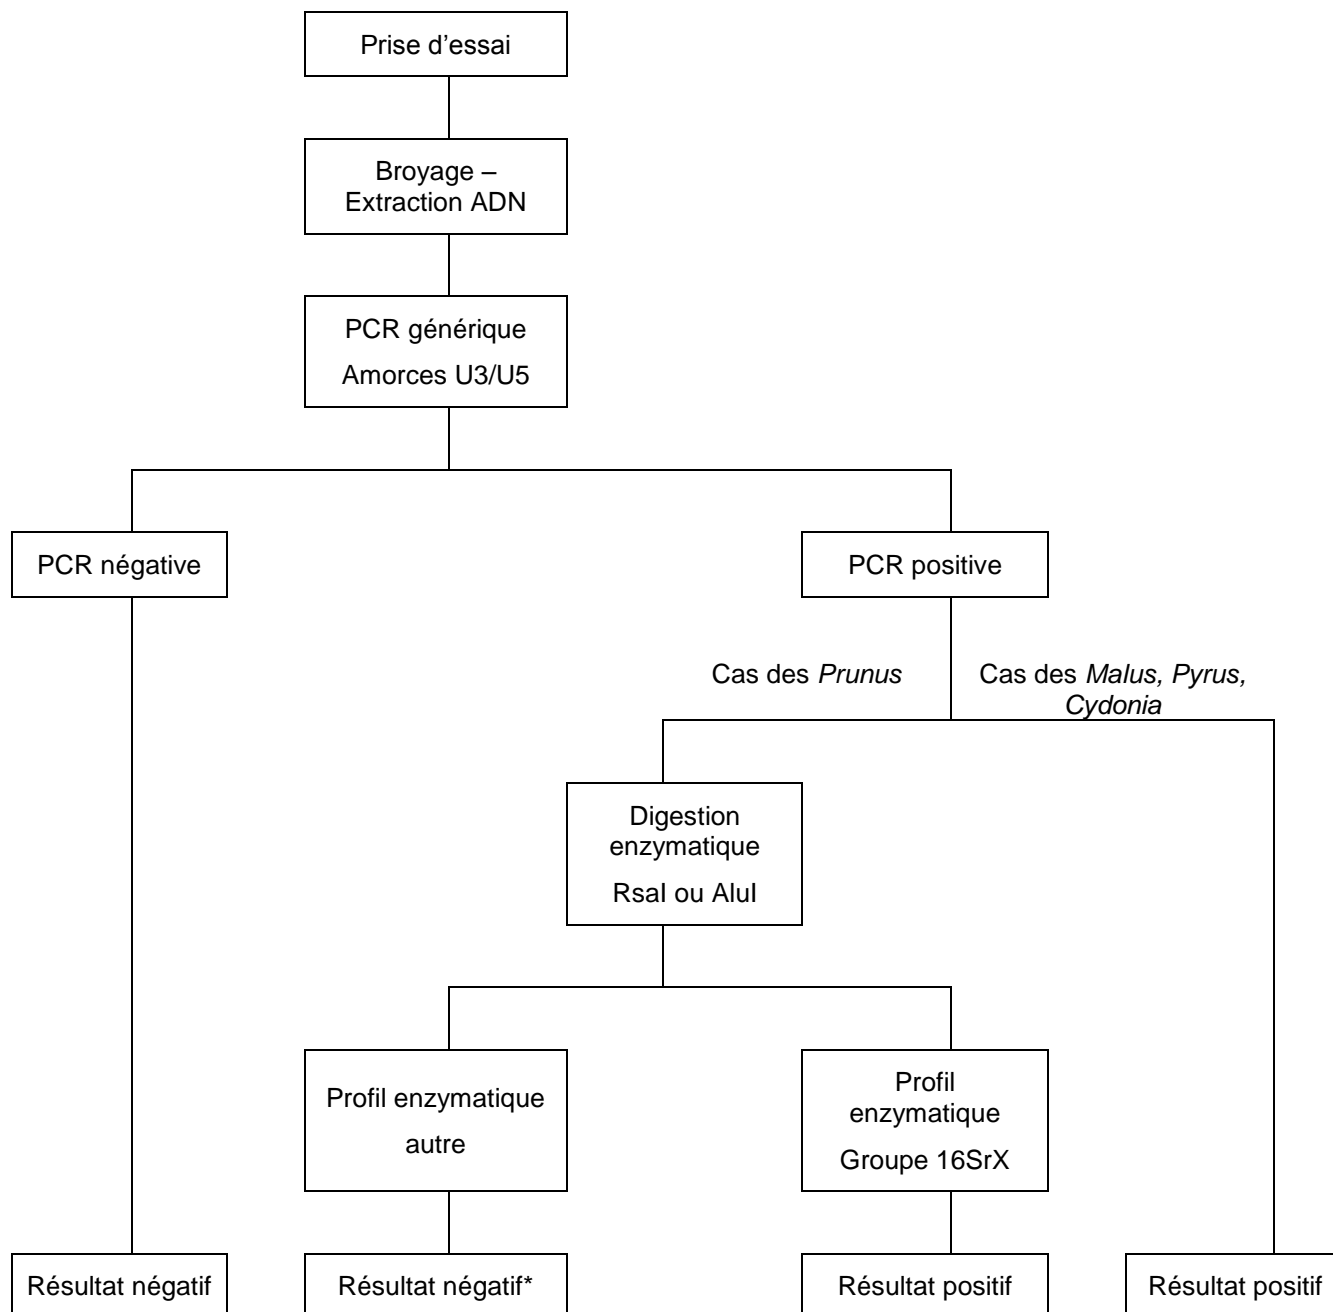 Prise d’essai
Broyage –
Extraction ADN
PCR générique
Amorces U3/U5
PCR négative
PCR positive
Cas des Prunus
Cas des Malus, Pyrus,
Cydonia
Digestion
enzymatique
RsaI ou AluI
Profil enzymatique
autre
Profil
enzymatique
Groupe 16SrX
Résultat négatif
Résultat négatif*
Résultat positif
Résultat positif